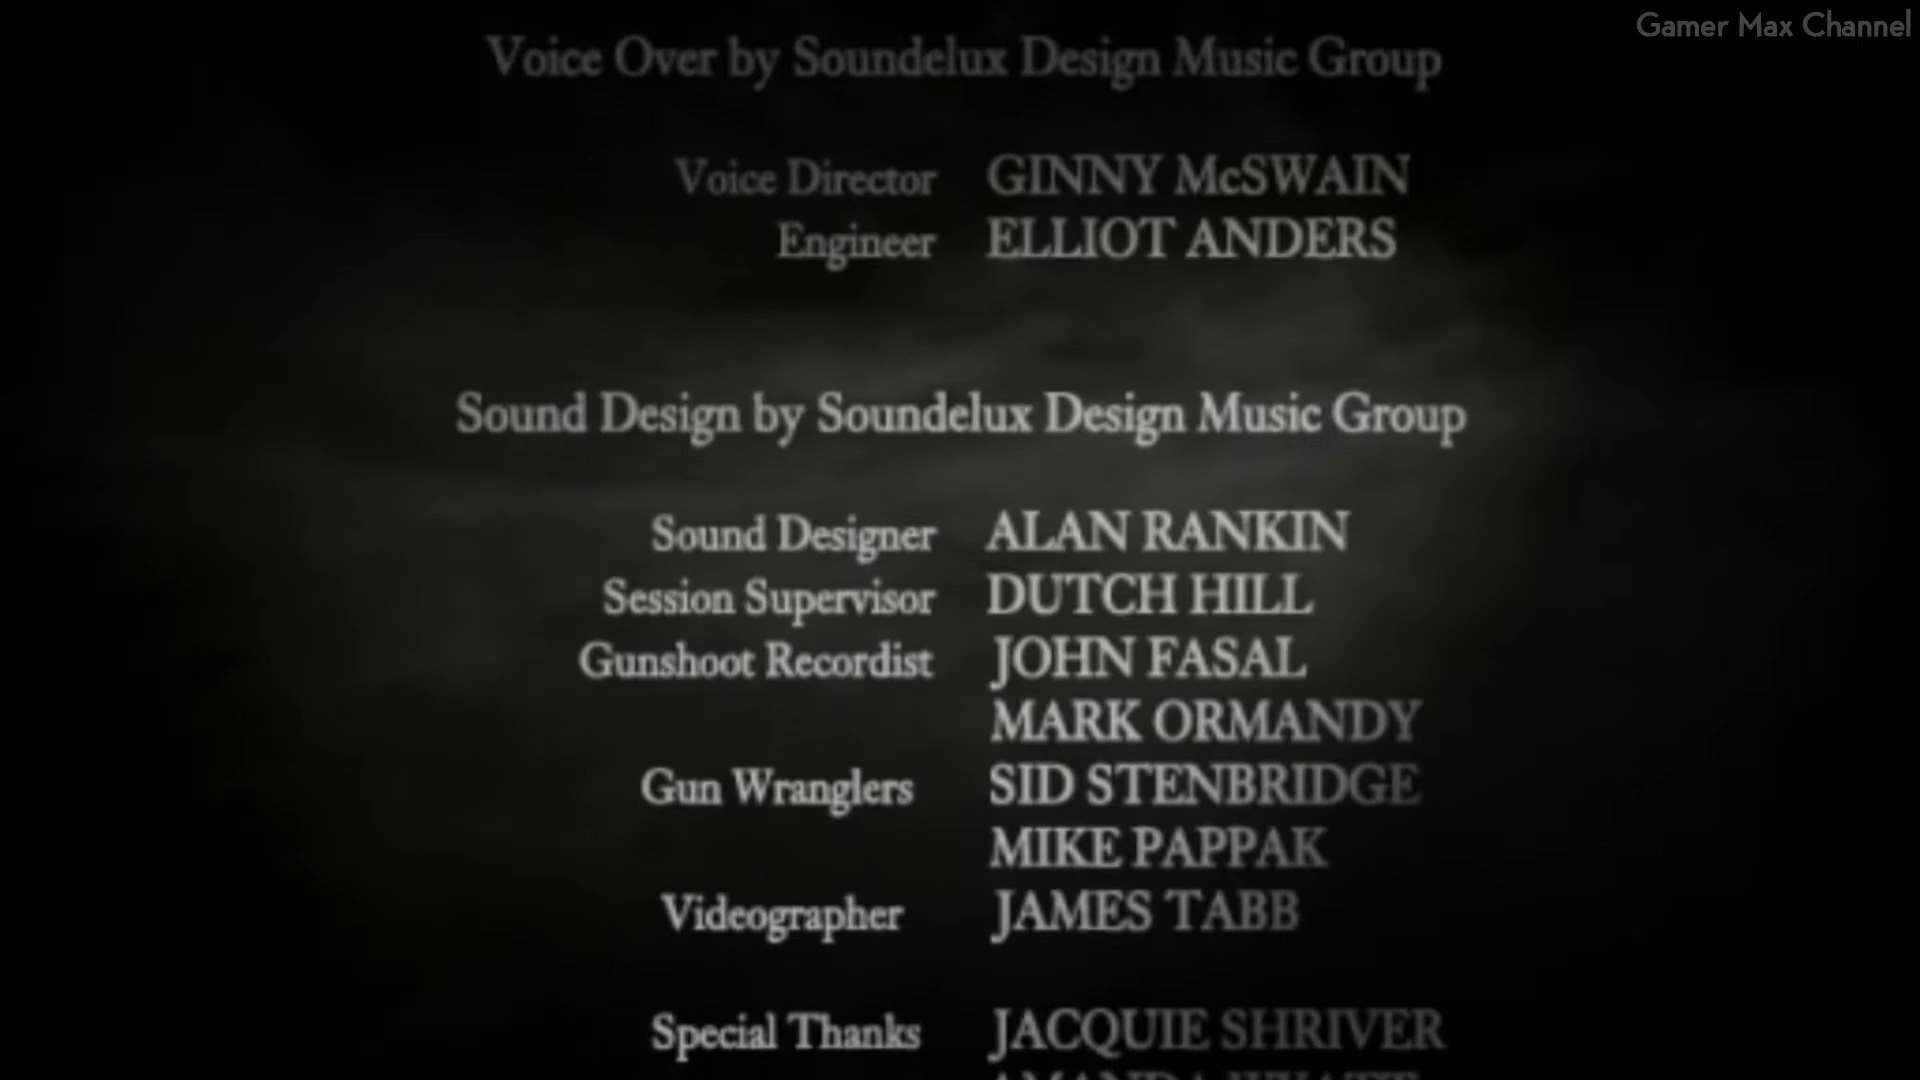 Gamer Max Channel
Voice Over by Soundelux Design Music Group
Voice Director GINNY McSWAIN
Engineer ELLIOT ANDERS
Sound Design by Soundelux Design Music Group
Sound Designer ALAN RANKIN
Session Supervisor DUTCH HILL
Gunshoot Recordist JOHN FASAL
MARK ORMANDY
Gun Wranglers SID STENBRIDGE
MIKE PAPPAK
Videographer JAMES TABB
Special Thanks JACQUIE SHRIVER